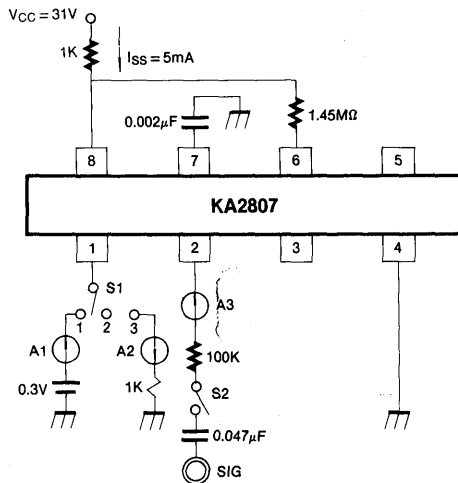 VCC = 31V
1K
ISS = 5mA
0.002µF
1.45MΩ
8
7
6
5
KA2807
1
2
3
4
S1
1
2
3
A1
A2
A3
100K
0.3V
1K
S2
0.047µF
SIG